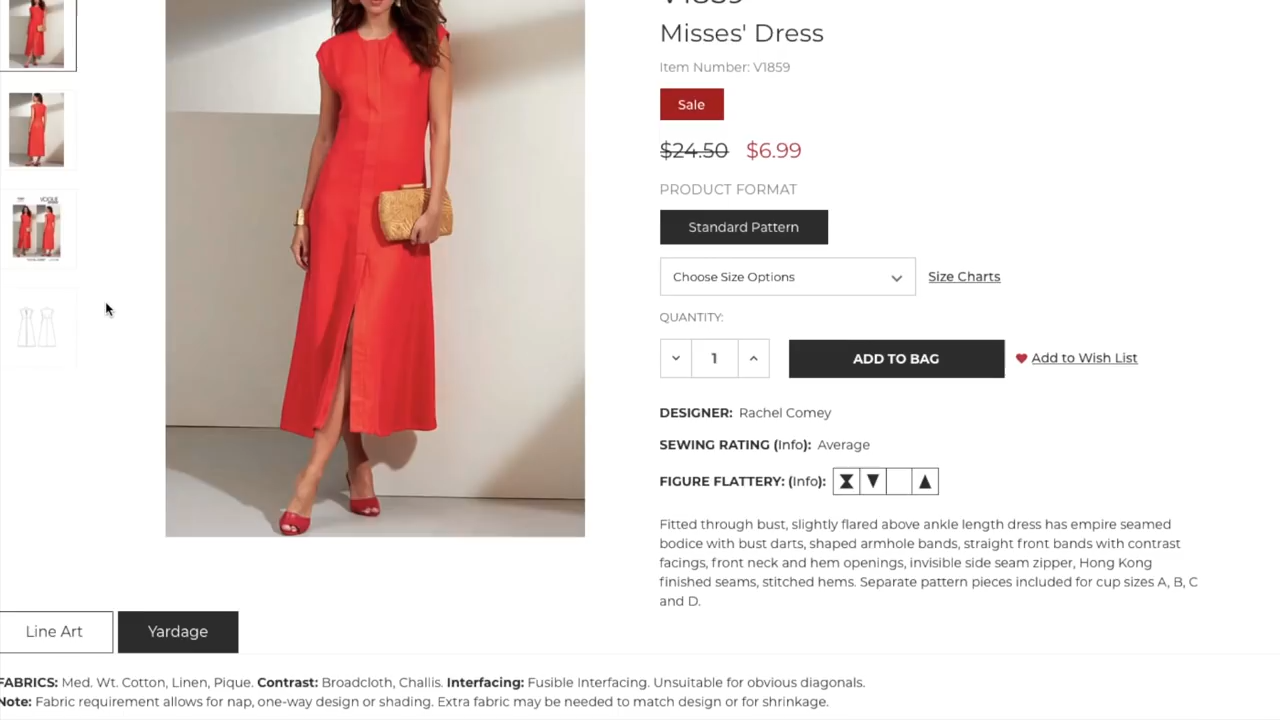 V1859
Misses' Dress
Item Number: V1859
Sale
$24.50 $6.99
PRODUCT FORMAT
Standard Pattern
Choose Size Options
Size Charts
QUANTITY:
1
ADD TO BAG
Add to Wish List
DESIGNER: Rachel Comey
SEWING RATING (Info): Average
FIGURE FLATTERY: (Info):
Fitted through bust, slightly flared above ankle length dress has empire seamed
bodice with bust darts, shaped armhole bands, straight front bands with contrast
facings, front neck and hem openings, invisible side seam zipper, Hong Kong
finished seams, stitched hems. Separate pattern pieces included for cup sizes A, B, C
and D.
VOGUE
Line Art
Yardage
FABRICS: Med. Wt. Cotton, Linen, Pique. Contrast: Broadcloth, Challis. Interfacing: Fusible Interfacing. Unsuitable for obvious diagonals.
Note: Fabric requirement allows for nap, one-way design or shading. Extra fabric may be needed to match design or for shrinkage.